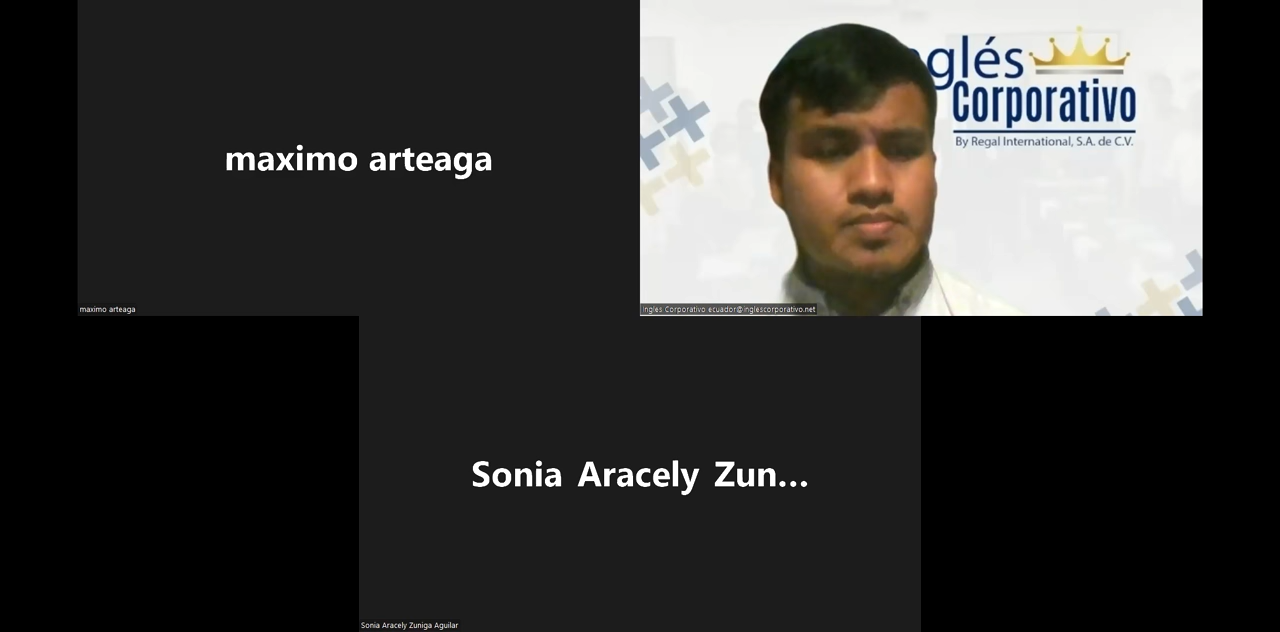 maximo arteaga
maximo arteaga
glés
Corporativo
By Regal International, S.A. de C.V.
Inglés Corporativo ecuador@inglescorporativo.net
Sonia Aracely Zun...
Sonia Aracely Zuniga Aguilar